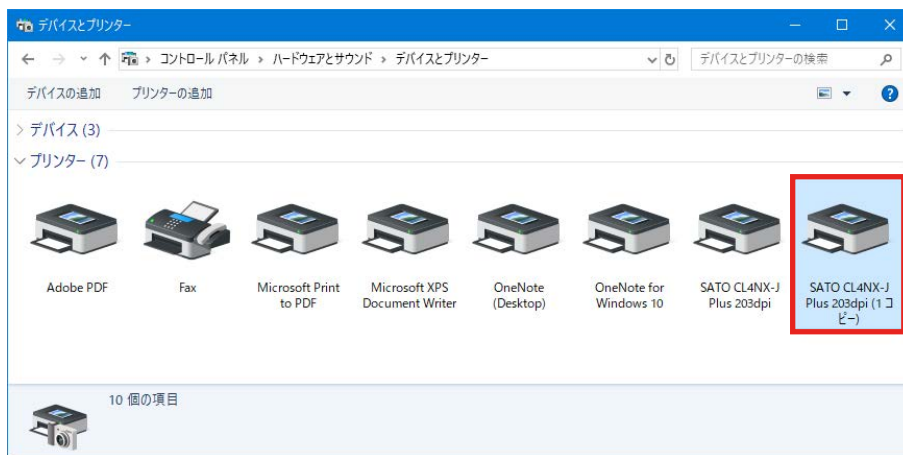 デバイスとプリンター
コントロール パネル › ハードウェアとサウンド › デバイスとプリンター
デバイスとプリンターの検索
デバイスの追加 プリンターの追加
デバイス (3)
プリンター (7)
Adobe PDF
Fax
Microsoft Print
to PDF
Microsoft XPS
Document Writer
OneNote
(Desktop)
OneNote for
Windows 10
SATO CL4NX-J
Plus 203dpi
SATO CL4NX-J
Plus 203dpi (1 コ
ピー)
10 個の項目